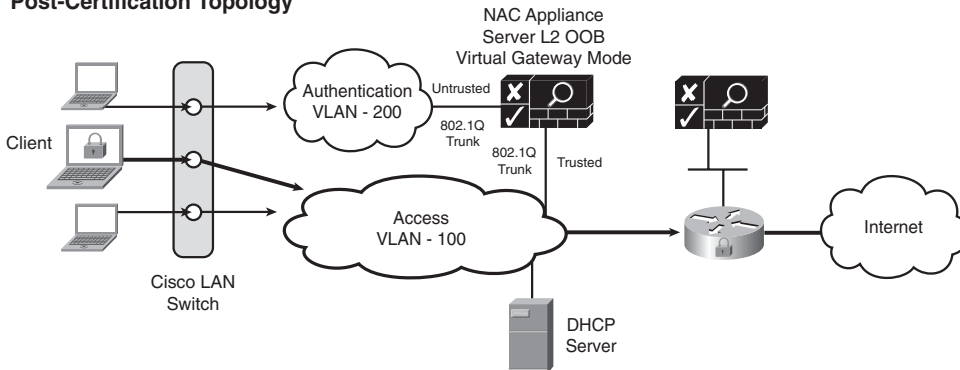 Post-Certification Topology
NAC Appliance
Server L2 OOB
Virtual Gateway Mode
Authentication
VLAN - 200
Untrusted
802.1Q
Trunk
802.1Q
Trunk
Trusted
Client
Access
VLAN - 100
Internet
Cisco LAN
Switch
DHCP
Server